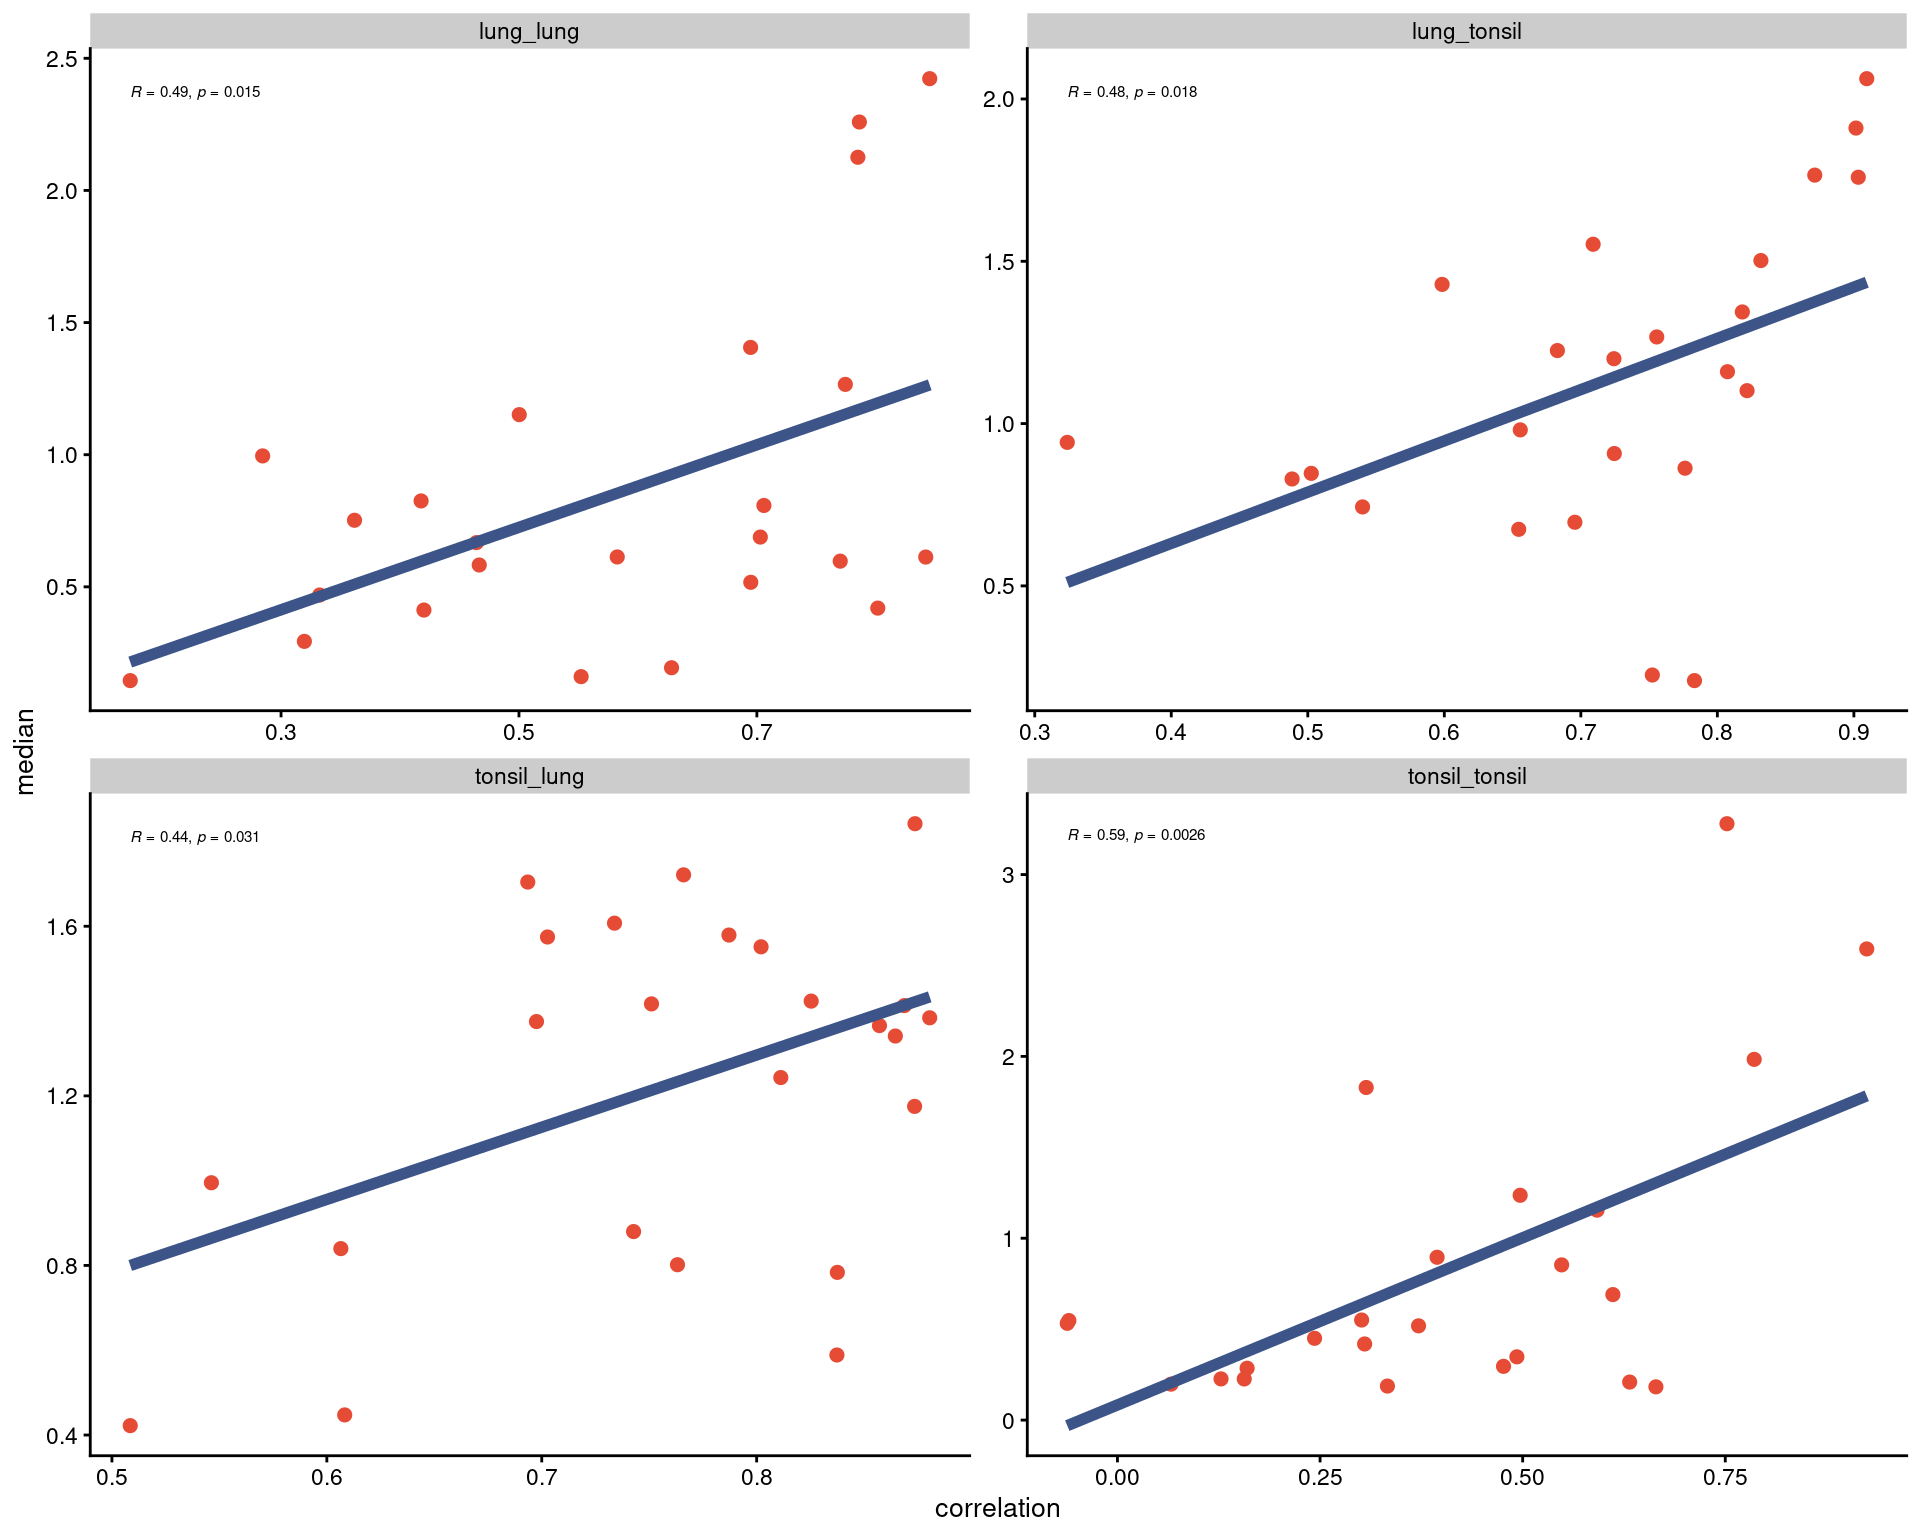 lung_lung
R = 0.49, p = 0.015
2.5
2.0
1.5
1.0
0.5
0.3 0.5 0.7
lung_tonsil
R = 0.48, p = 0.018
2.0
1.5
1.0
0.5
0.3 0.4 0.5 0.6 0.7 0.8 0.9
median
tonsil_lung
R = 0.44, p = 0.031
1.6
1.2
0.8
0.4
0.5 0.6 0.7 0.8
tonsil_tonsil
R = 0.59, p = 0.0026
3
2
1
0
0.00 0.25 0.50 0.75
correlation